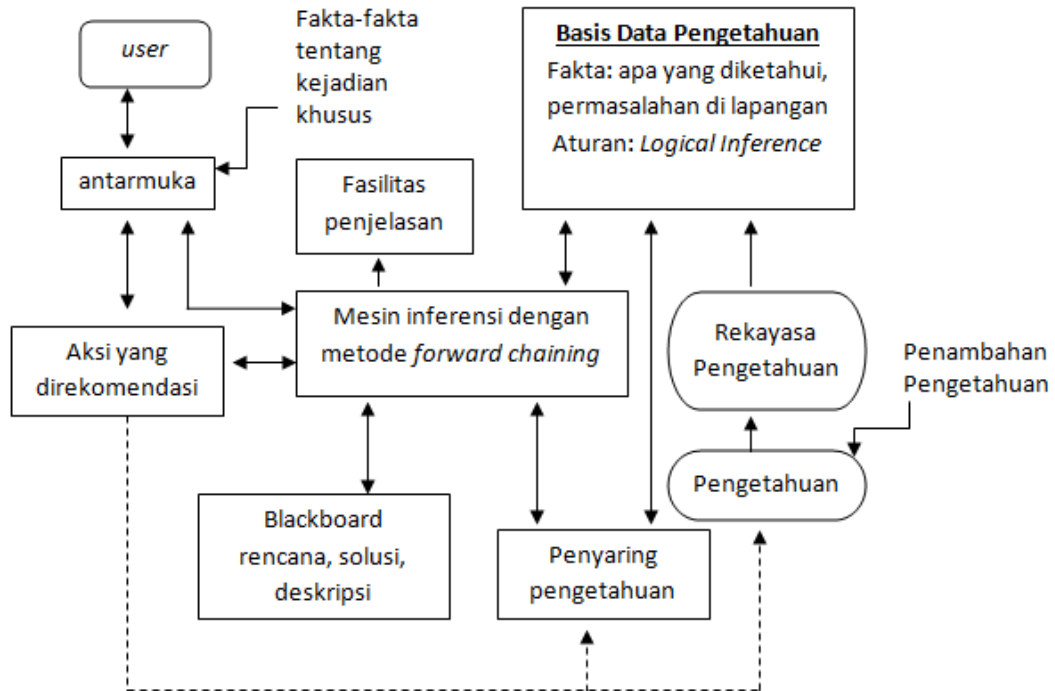 user
Fakta-fakta
tentang
kejadian
khusus
Basis Data Pengetahuan
Fakta: apa yang diketahui,
permasalahan di lapangan
Aturan: Logical Inference
antarmuka
Fasilitas
penjelasan
Mesin inferensi dengan
metode forward chaining
Aksi yang
direkomendasi
Rekayasa
Pengetahuan
Penambahan
Pengetahuan
Pengetahuan
Blackboard
rencana, solusi,
deskripsi
Penyaring
pengetahuan